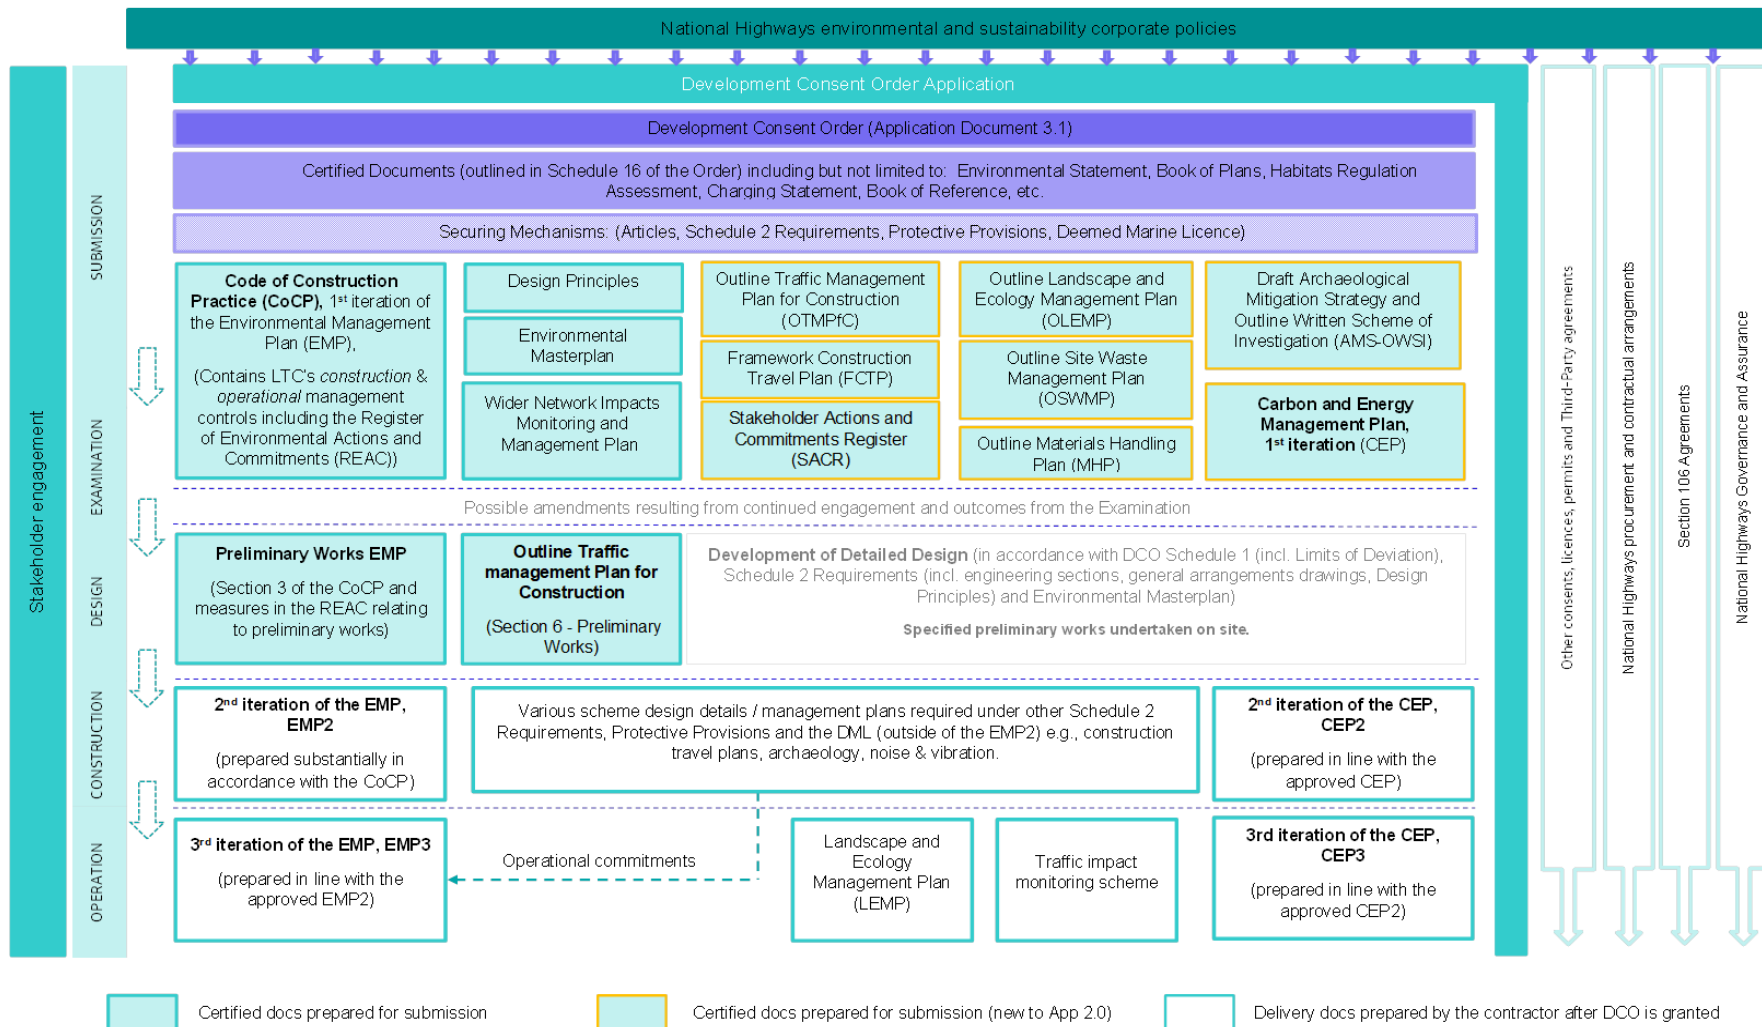 National Highways environmental and sustainability corporate policies
Development Consent Order Application
Development Consent Order (Application Document 3.1)
Certified Documents (outlined in Schedule 16 of the Order) including but not limited to: Environmental Statement, Book of Plans, Habitats Regulation
Assessment, Charging Statement, Book of Reference, etc.
Securing Mechanisms: (Articles, Schedule 2 Requirements, Protective Provisions, Deemed Marine Licence)
Stakeholder engagement
SUBMISSION
EXAMINATION
DESIGN
CONSTRUCTION
OPERATION
Code of Construction
Practice (CoCP), 1st iteration of
the Environmental Management
Plan (EMP),
(Contains LTC's construction &
operational management
controls including the Register
of Environmental Actions and
Commitments (REAC))
Design Principles
Environmental
Masterplan
Wider Network Impacts
Monitoring and
Management Plan
Outline Traffic Management
Plan for Construction
(OTMPfC)
Framework Construction
Travel Plan (FCTP)
Stakeholder Actions and
Commitments Register
(SACR)
Outline Landscape and
Ecology Management Plan
(OLEMP)
Outline Site Waste
Management Plan
(OSWMP)
Outline Materials Handling
Plan (MHP)
Draft Archaeological
Mitigation Strategy and
Outline Written Scheme of
Investigation (AMS-OWSI)
Carbon and Energy
Management Plan,
1st iteration (CEP)
Possible amendments resulting from continued engagement and outcomes from the Examination
Preliminary Works EMP
(Section 3 of the CoCP and
measures in the REAC relating
to preliminary works)
Outline Traffic
management Plan for
Construction
(Section 6 - Preliminary
Works)
Development of Detailed Design (in accordance with DCO Schedule 1 (incl. Limits of Deviation),
Schedule 2 Requirements (incl. engineering sections, general arrangements drawings, Design
Principles) and Environmental Masterplan)
Specified preliminary works undertaken on site.
2nd iteration of the EMP,
EMP2
(prepared substantially in
accordance with the CoCP)
Various scheme design details / management plans required under other Schedule 2
Requirements, Protective Provisions and the DML (outside of the EMP2) e.g., construction
travel plans, archaeology, noise & vibration.
2nd iteration of the CEP,
CEP2
(prepared in line with the
approved CEP)
3rd iteration of the EMP, EMP3
(prepared in line with the
approved EMP2)
Operational commitments
Landscape and
Ecology
Management Plan
(LEMP)
Traffic impact
monitoring scheme
3rd iteration of the CEP,
CEP3
(prepared in line with the
approved CEP2)
Other consents, licences, permits and Third-Party agreements
National Highways procurement and contractual arrangements
Section 106 Agreements
National Highways Governance and Assurance
Certified docs prepared for submission
Certified docs prepared for submission (new to App 2.0)
Delivery docs prepared by the contractor after DCO is granted